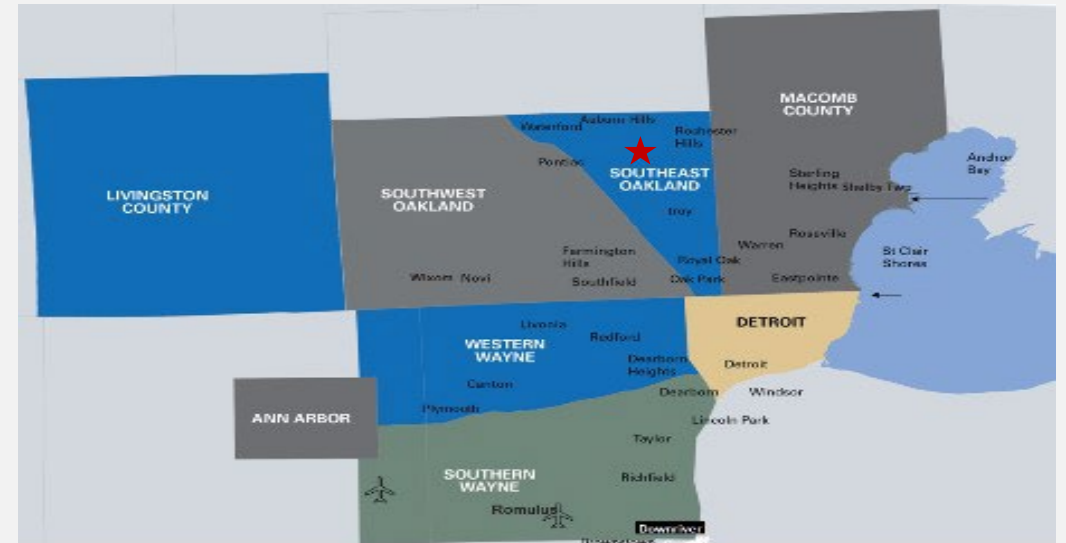 MACOMB
COUNTY
Auburn Hills
Waterford
Rochester
Hills
Pontiac
SOUTHEAST
OAKLAND
Anchor
Bay
Sterling
Heights Shelby Twp
LIVINGSTON
COUNTY
SOUTHWEST
OAKLAND
troy
Rossville
Warren
Farmington
Hills
Royal Oak
St Clair
Shores
Wixom Novi
Southfield
Oak Park
Eastpointe
Livonia
Redford
DETROIT
WESTERN
WAYNE
Dearborn
Heights
Detroit
Canton
Dearborn
Windsor
Plymouth
ANN ARBOR
Lincoln Park
Taylor
SOUTHERN
WAYNE
Richfield
Romulus
Downriver